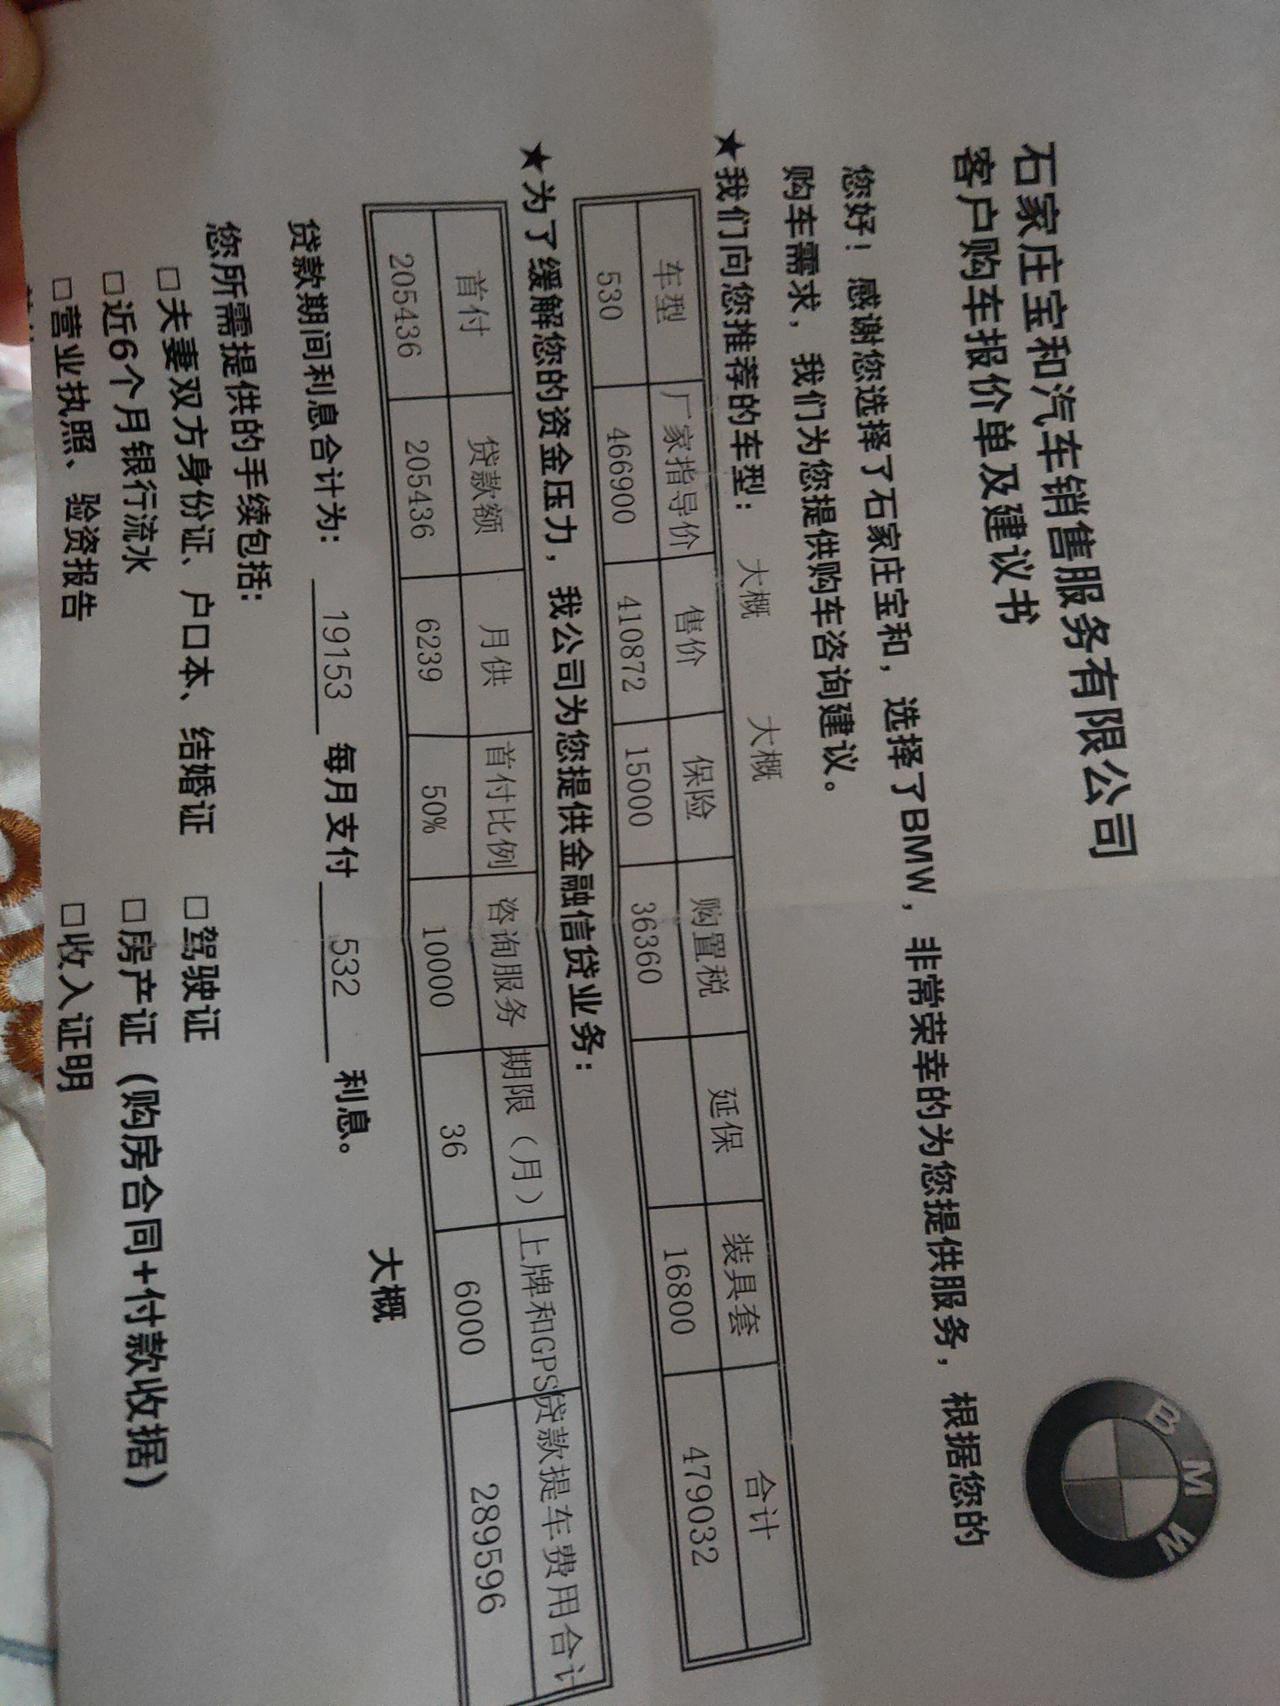 BMW
石家庄宝和汽车销售服务有限公司
客户购车报价单及建议书
您好！感谢您选择了石家庄宝和，选择了BMW，非常荣幸的为您提供服务，根据您的
购车需求，我们为您提供购车咨询建议。
★我们向您推荐的车型： 大概 大概
车型 厂家指导价 售价 保险 购置税 延保 装具套 合计
530 466900 410872 15000 36360 16800 479032
★为了缓解您的资金压力，我公司为您提供金融信贷业务：
首付 贷款额 月供 首付比例 咨询服务 期限（月） 上牌和GPS 贷款提车费用合计
205436 205436 6239 50% 10000 36 6000 289596
大概
贷款期间利息合计为： 19153 每月支付 532 利息。
您所需提供的手续包括：
□夫妻双方身份证、户口本、结婚证 □驾驶证
□近6个月银行流水 □房产证（购房合同+付款收据）
□营业执照、验资报告 □收入证明